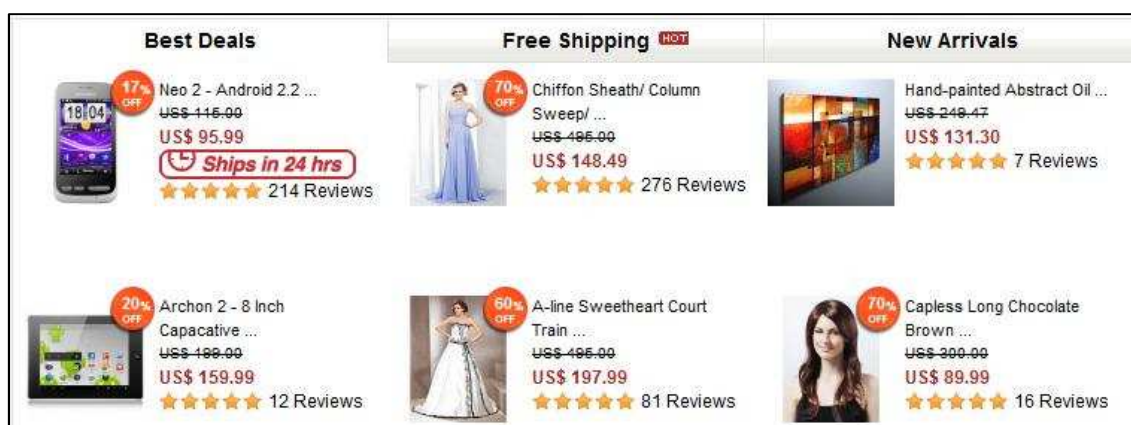 Best Deals
Free Shipping HOT
New Arrivals
17% OFF
Neo 2 - Android 2.2 ...
US$ 115.00
US$ 95.99
Ships in 24 hrs
214 Reviews
18:04
70% OFF
Chiffon Sheath/ Column
Sweep/ ...
US$ 495.00
US$ 148.49
276 Reviews
Hand-painted Abstract Oil ...
US$ 249.47
US$ 131.30
7 Reviews
20% OFF
Archon 2 - 8 Inch
Capacative ...
US$ 199.00
US$ 159.99
12 Reviews
60% OFF
A-line Sweetheart Court
Train ...
US$ 495.00
US$ 197.99
81 Reviews
70% OFF
Capless Long Chocolate
Brown ...
US$ 300.00
US$ 89.99
16 Reviews